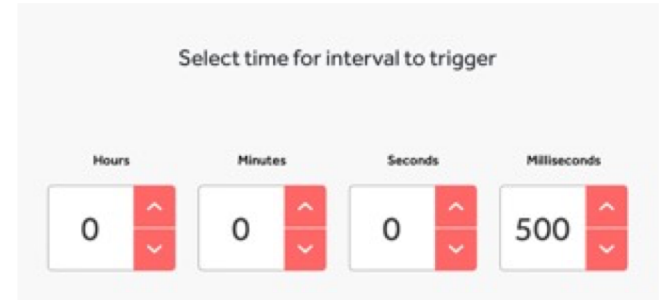 Select time for interval to trigger
Hours Minutes Seconds Milliseconds
0 0 0 500